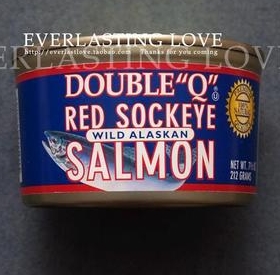 EVERLASTING LOVE
http://everlastlove.taobao.com Thanks for you coming
DOUBLE "Q"
RED SOCKEYE
WILD ALASKAN
SALMON
NET WT.
212 GRAMS